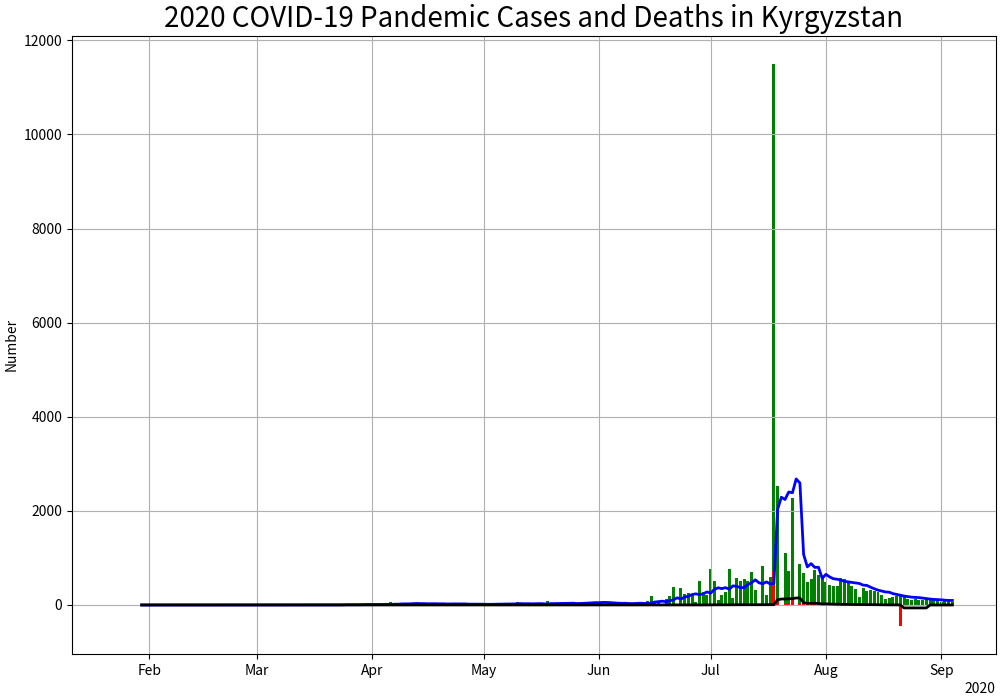 2020 COVID-19 Pandemic Cases and Deaths in Kyrgyzstan
12000
10000
8000
6000
4000
2000
0
Number
Feb Mar Apr May Jun Jul Aug Sep
2020